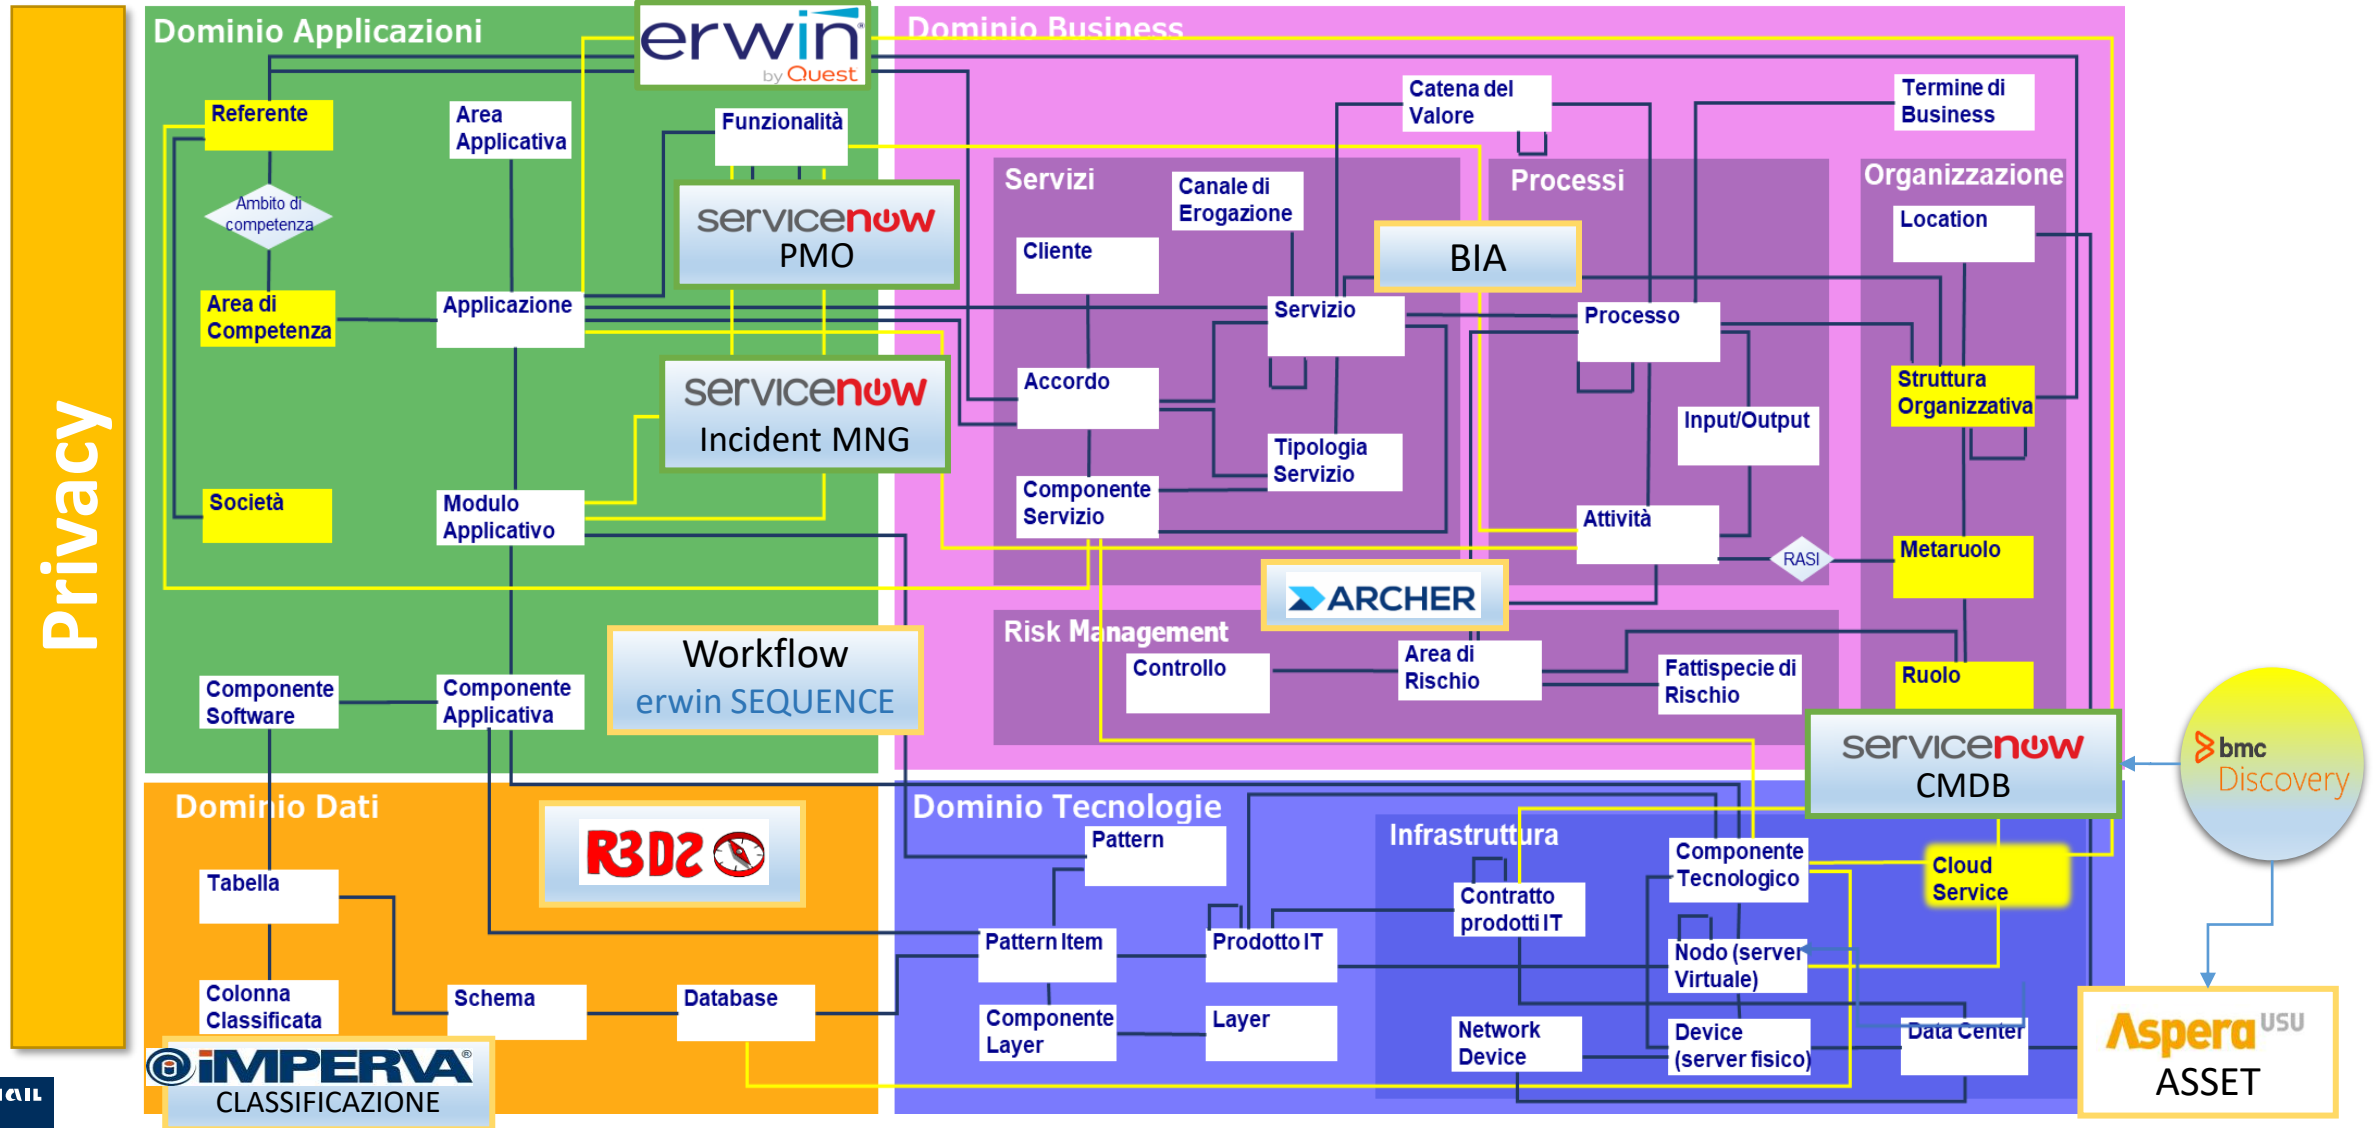 Privacy
Dominio Applicazioni
erwin®
by Quest
Dominio Business
Referente
Area
Applicativa
Funzionalità
Catena del
Valore
Termine di
Business
Servizi
Processi
Organizzazione
Ambito di
competenza
servicenow
PMO
Canale di
Erogazione
Location
Cliente
BIA
Area di
Competenza
Applicazione
Servizio
Processo
servicenow
Incident MNG
Accordo
Struttura
Organizzativa
Input/Output
Tipologia
Servizio
Società
Modulo
Applicativo
Componente
Servizio
Attività
RASI
Metaruolo
ARCHER
Risk Management
Workflow
erwin SEQUENCE
Controllo
Area di
Rischio
Fattispecie di
Rischio
Ruolo
Componente
Software
Componente
Applicativa
servicenow
CMDB
bmc
Discovery
Dominio Dati
R3D2
Dominio Tecnologie
Infrastruttura
Pattern
Componente
Tecnologico
Cloud
Service
Tabella
Contratto
prodotti IT
Pattern Item
Prodotto IT
Nodo (server
Virtuale)
Colonna
Classificata
Schema
Database
Componente
Layer
Layer
Network
Device
Device
(server fisico)
Data Center
Aspera USU
ASSET
iMPERVA®
CLASSIFICAZIONE